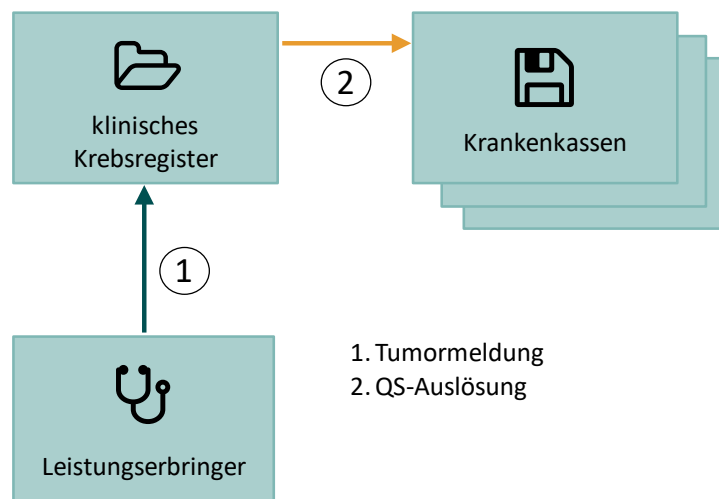 klinisches
Krebsregister
2
Krankenkassen
1
1. Tumormeldung
2. QS-Auslösung
Leistungserbringer